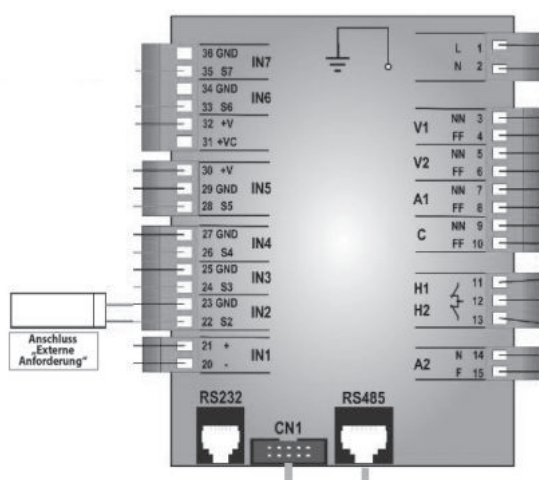 36 GND
35 S7
IN7
34 GND
33 S6
IN6
32 +V
31 +VC
30 +V
29 GND
28 S5
IN5
27 GND
26 S4
IN4
25 GND
24 S3
IN3
23 GND
22 S2
IN2
21 +
20 -
IN1
Anschluss
„Externe
Anforderung"
L 1
N 2
V1
NN 3
FF 4
V2
NN 5
FF 6
A1
NN 7
FF 8
C
NN 9
FF 10
H1
H2
11
12
13
A2
N 14
F 15
RS232
CN1
RS485